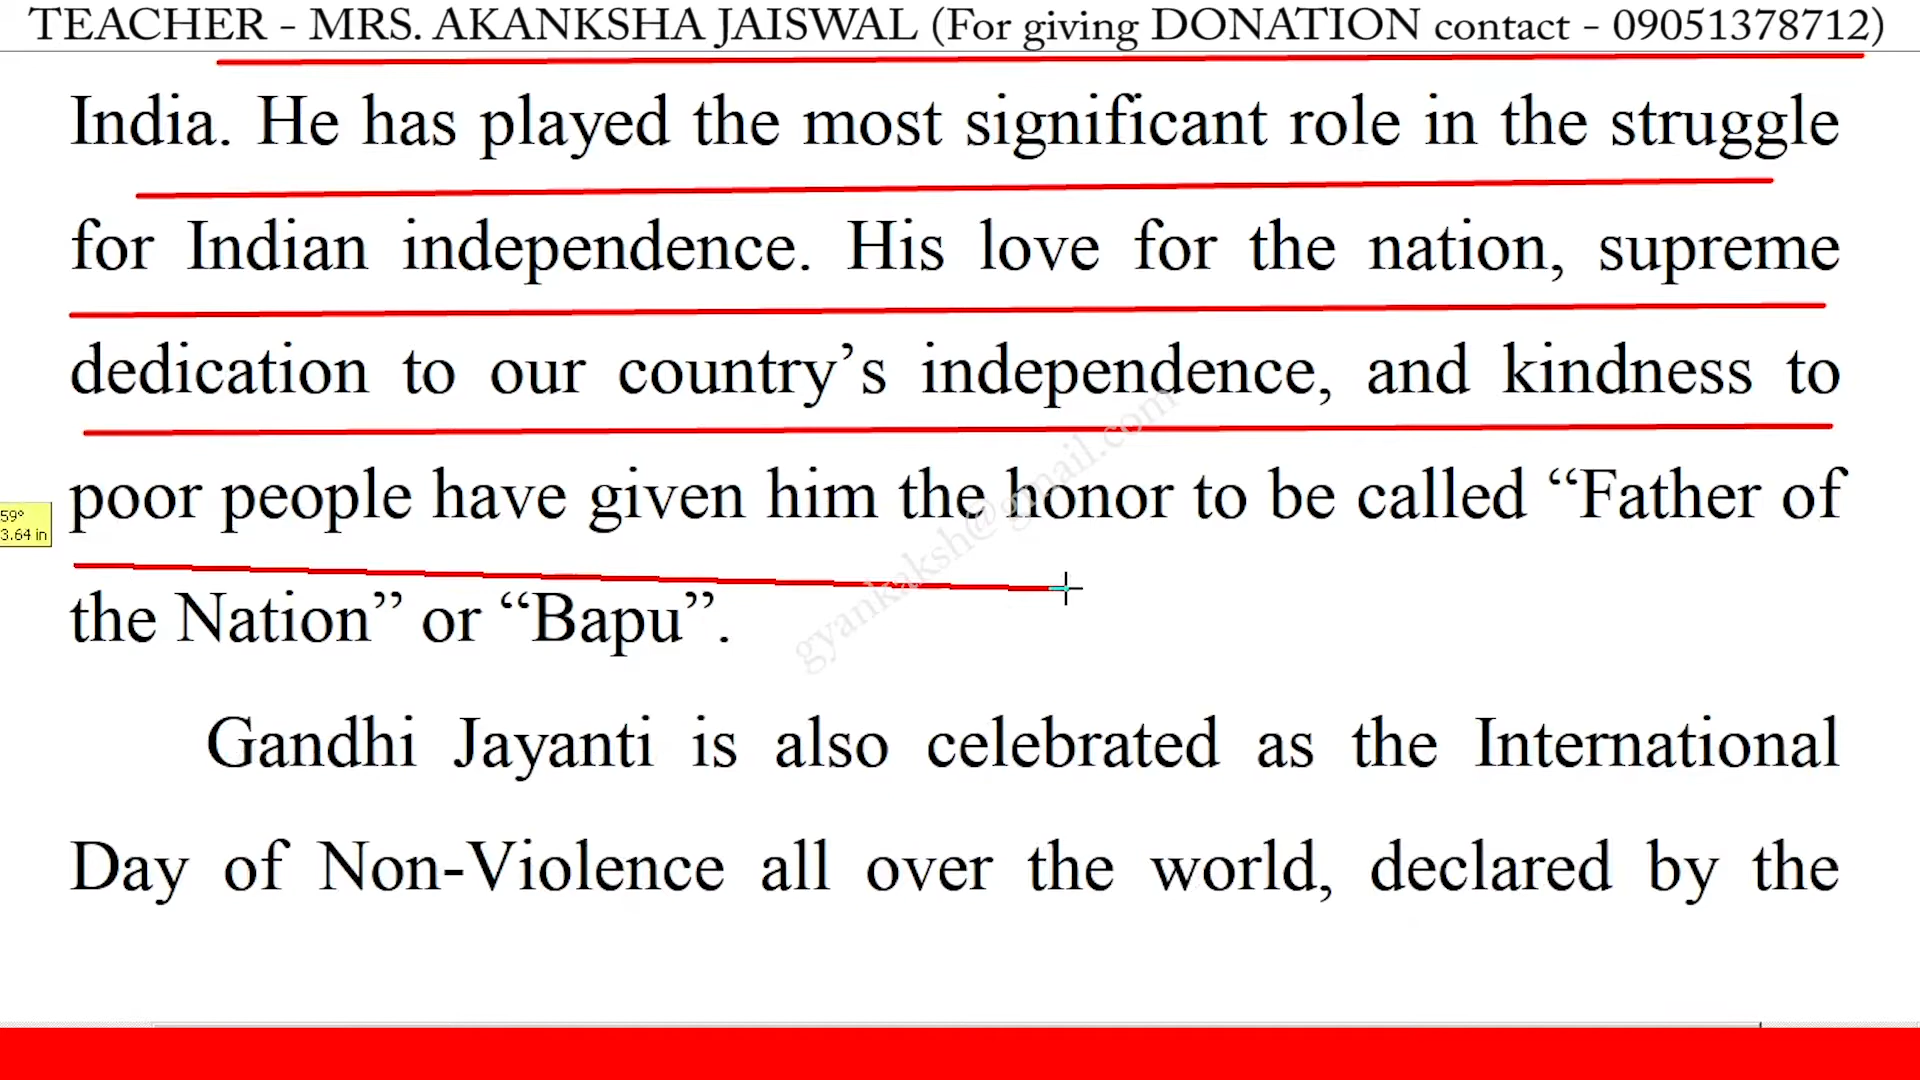 TEACHER - MRS. AKANKSHA JAISWAL (For giving DONATION contact - 09051378712)
India. He has played the most significant role in the struggle
for Indian independence. His love for the nation, supreme
dedication to our country’s independence, and kindness to
poor people have given him the honor to be called “Father of
the Nation” or “Bapu”.
Gandhi Jayanti is also celebrated as the International
Day of Non-Violence all over the world, declared by the
59°
3.64 in
gyankaksh@gmail.com